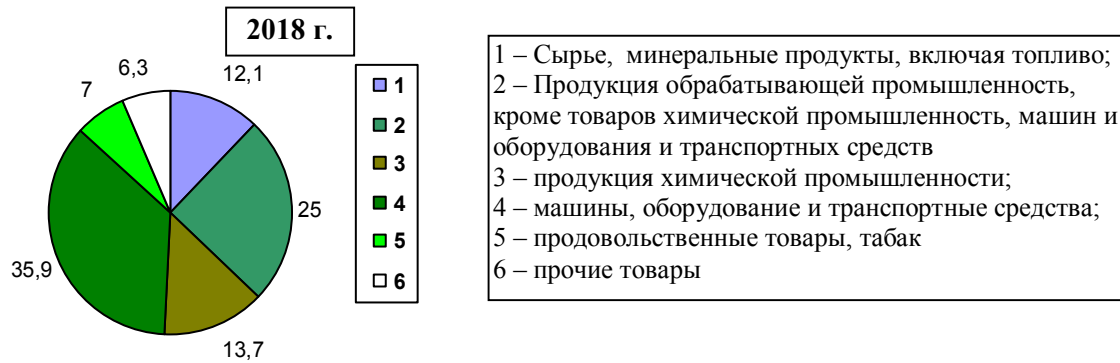 2018 г.
6,3
12,1
7
25
35,9
13,7
1
2
3
4
5
6
1 – Сырье, минеральные продукты, включая топливо;
2 – Продукция обрабатывающей промышленность,
кроме товаров химической промышленность, машин и
оборудования и транспортных средств
3 – продукция химической промышленности;
4 – машины, оборудование и транспортные средства;
5 – продовольственные товары, табак
6 – прочие товары